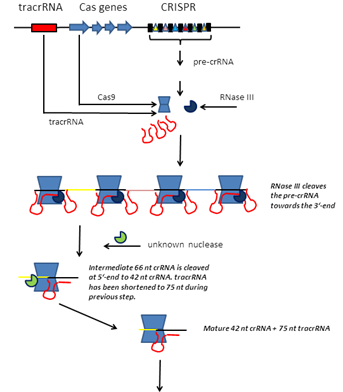 tracrRNA Cas genes CRISPR
pre-crRNA
Cas9
RNase III
tracrRNA
RNase III cleaves
the pre-crRNA
towards the 3'-end
unknown nuclease
Intermediate 66 nt crRNA is cleaved
at 5'-end to 42 nt crRNA. tracrRNA
has been shortened to 75 nt during
previous step.
Mature 42 nt crRNA + 75 nt tracrRNA